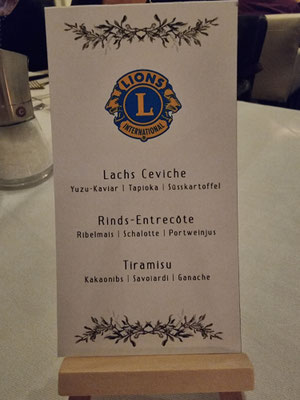 LIONS
L
INTERNATIONAL
Lachs Ceviche
Yuzu-Kaviar | Tapioka | Süsskartoffel
Rinds-Entrecôte
Ribelmais | Schalotte | Portweinjus
Tiramisu
Kakaonibs | Savoiardi | Ganache